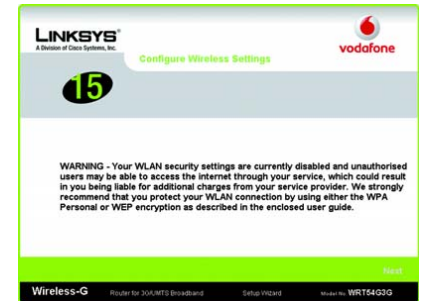 LINKSYS®
A Division of Cisco Systems, Inc.
vodafone
Configure Wireless Settings
15
WARNING - Your WLAN security settings are currently disabled and unauthorised
users may be able to access the internet through your service, which could result
in you being liable for additional charges from your service provider. We strongly
recommend that you protect your WLAN connection by using either the WPA
Personal or WEP encryption as described in the enclosed user guide.
Next
Wireless-G Router for 3G/UMTS Broadband Setup Wizard Model No. WRT54G3G